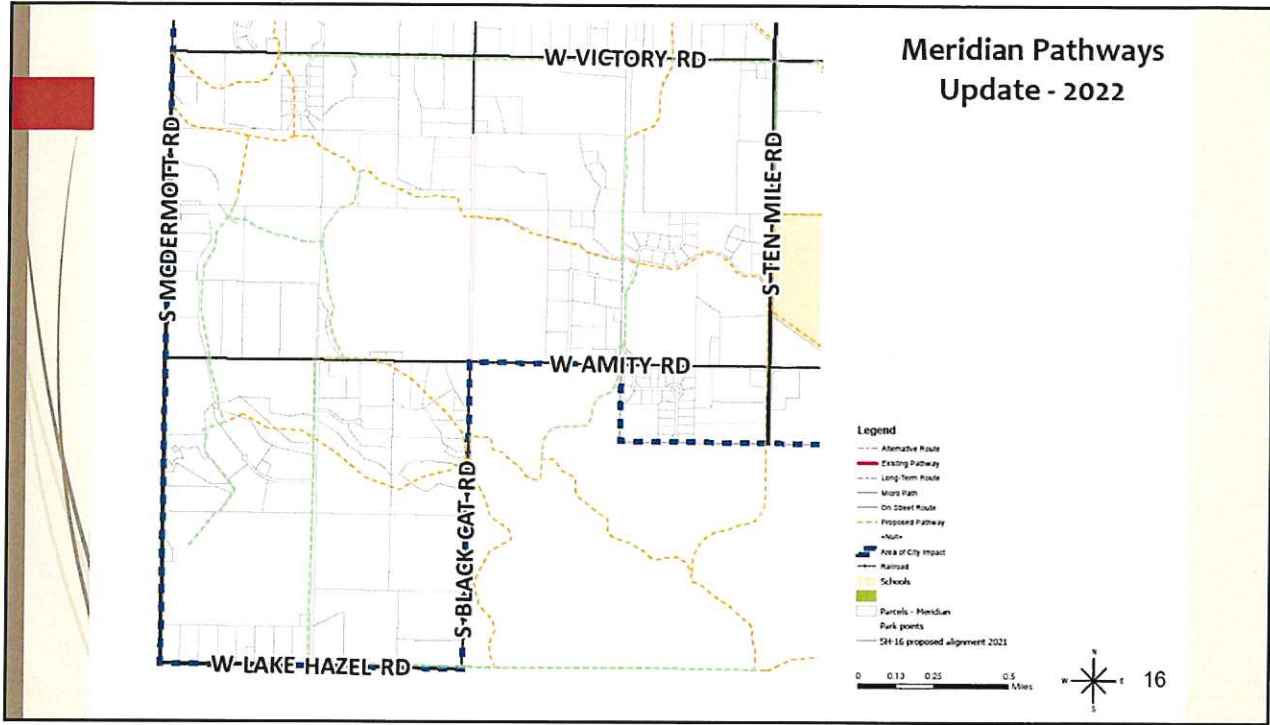 Meridian Pathways
Update - 2022
W-VICTORY-RD
S-MCDERMOTT-RD
S-TEN-MILE-RD
W-AMITY-RD
S-BLACK-CAT-RD
W-LAKE-HAZEL-RD
Legend
Alternative Route
Existing Pathway
Long-Term Route
Micro Path
On Street Route
Proposed Pathway
<Null>
Area of City Impact
Railroad
Schools
Parcels - Meridian
Park points
SH-16 proposed alignment 2021
0 0.13 0.25 0.5
Miles
N
W E
S
16